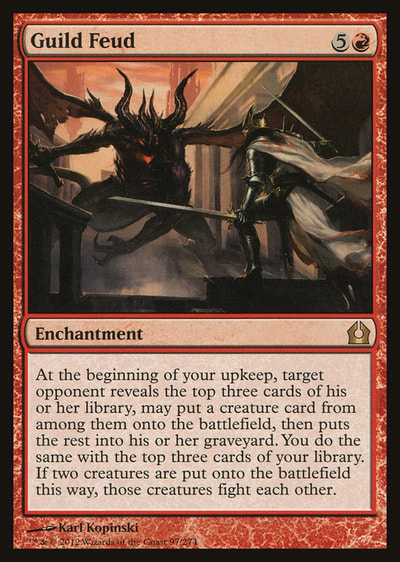 Guild Feud 5
Enchantment
At the beginning of your upkeep, target
opponent reveals the top three cards of his
or her library, may put a creature card from
among them onto the battlefield, then puts
the rest into his or her graveyard. You do the
same with the top three cards of your library.
If two creatures are put onto the battlefield
this way, those creatures fight each other.
Karl Kopinski
™ & © 2012 Wizards of the Coast 97/274